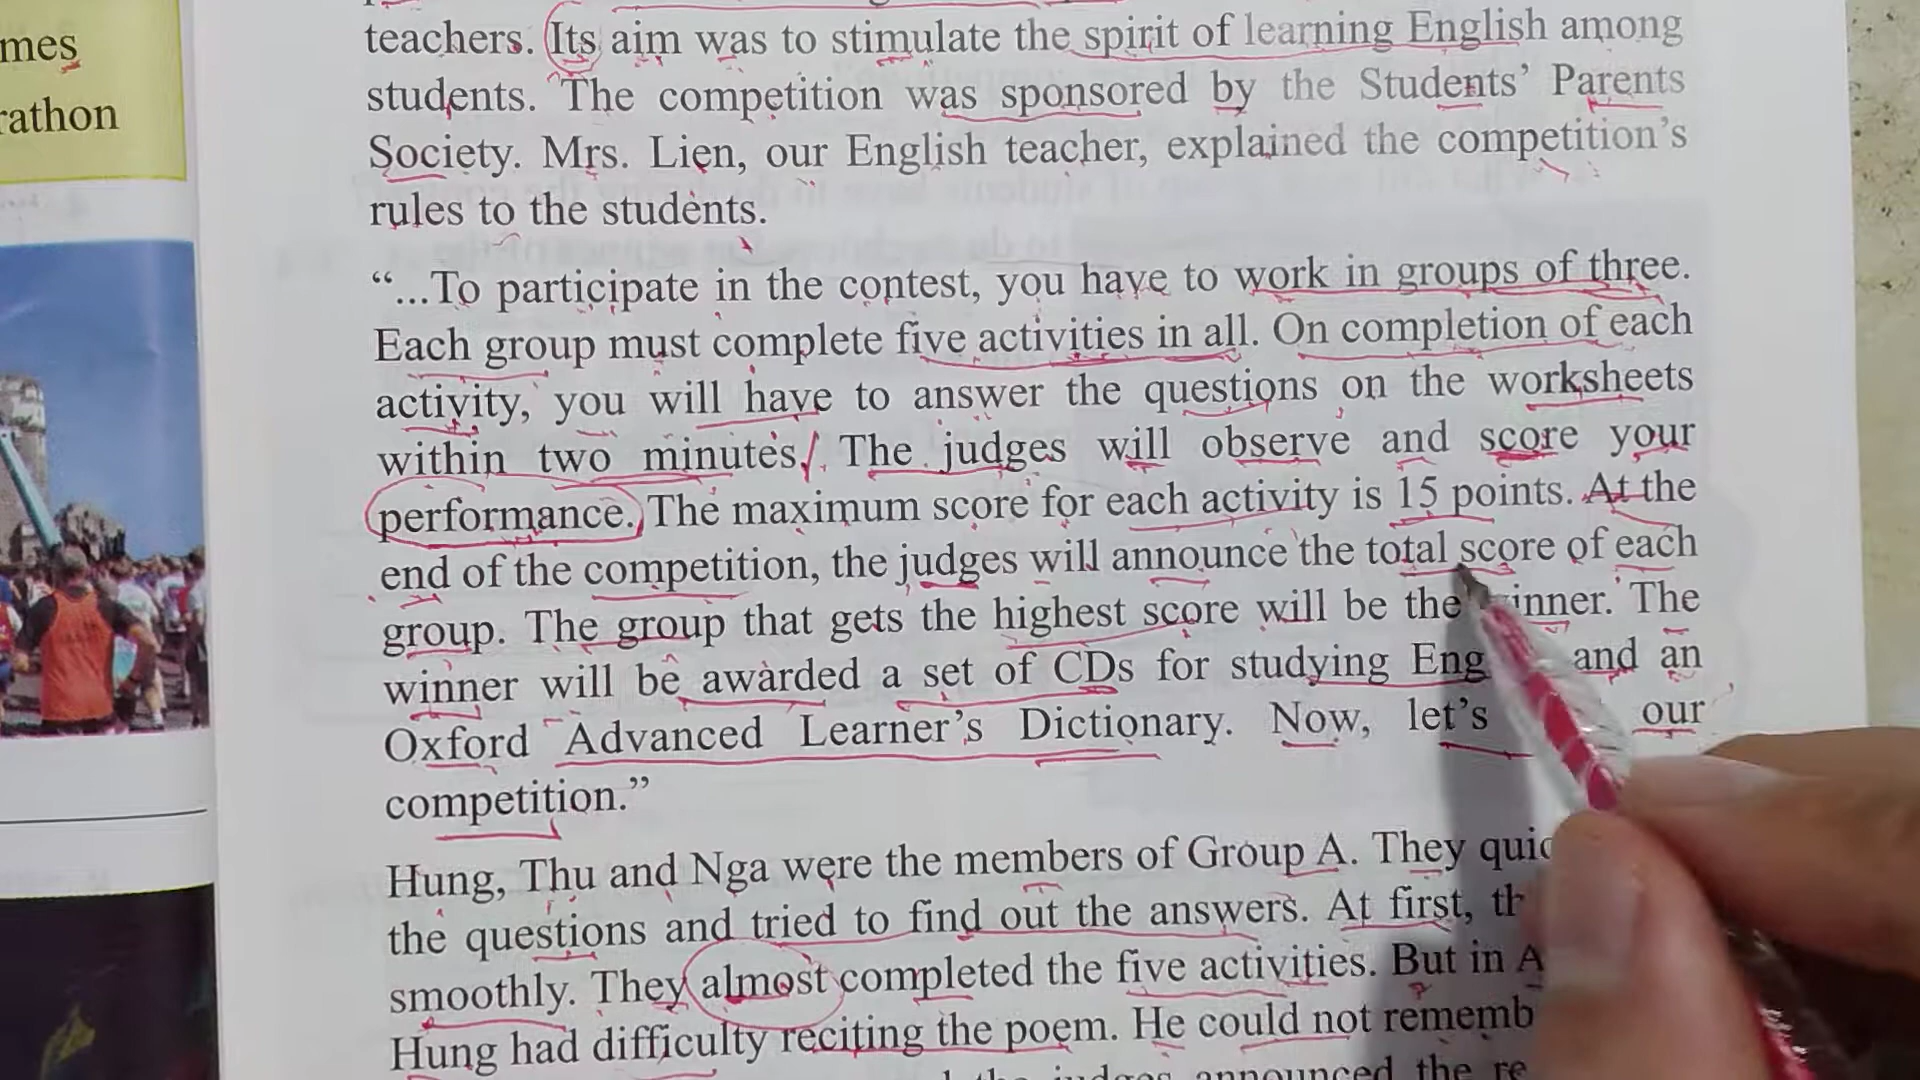 mes
rathon
teachers. Its aim was to stimulate the spirit of learning English among
students. The competition was sponsored by the Students’ Parents
Society. Mrs. Lien, our English teacher, explained the competition’s
rules to the students.
“...To participate in the contest, you have to work in groups of three.
Each group must complete five activities in all. On completion of each
activity, you will have to answer the questions on the worksheets
within two minutes. The judges will observe and score your
performance. The maximum score for each activity is 15 points. At the
end of the competition, the judges will announce the total score of each
group. The group that gets the highest score will be the inner. The
winner will be awarded a set of CDs for studying Eng and an
Oxford Advanced Learner’s Dictionary. Now, let’s our
competition.”
Hung, Thu and Nga were the members of Group A. They quic
the questions and tried to find out the answers. At first, th
smoothly. They almost completed the five activities. But in A
Hung had difficulty reciting the poem. He could not rememb
the judges announced the re